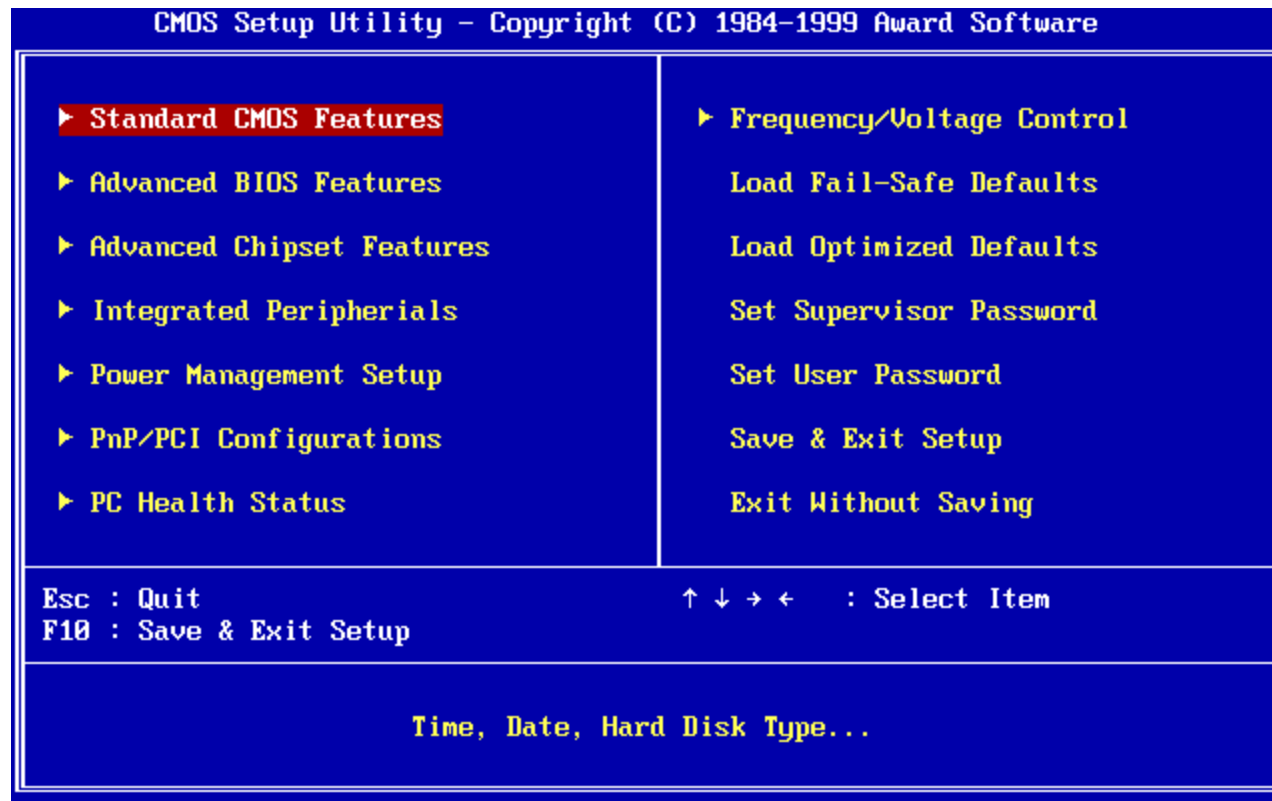 CMOS Setup Utility – Copyright (C) 1984–1999 Award Software
Standard CMOS Features
Advanced BIOS Features
Advanced Chipset Features
Integrated Peripherials
Power Management Setup
PnP/PCI Configurations
PC Health Status
Frequency/Voltage Control
Load Fail-Safe Defaults
Load Optimized Defaults
Set Supervisor Password
Set User Password
Save & Exit Setup
Exit Without Saving
Esc : Quit
F10 : Save & Exit Setup
↑ ↓ → ← : Select Item
Time, Date, Hard Disk Type...